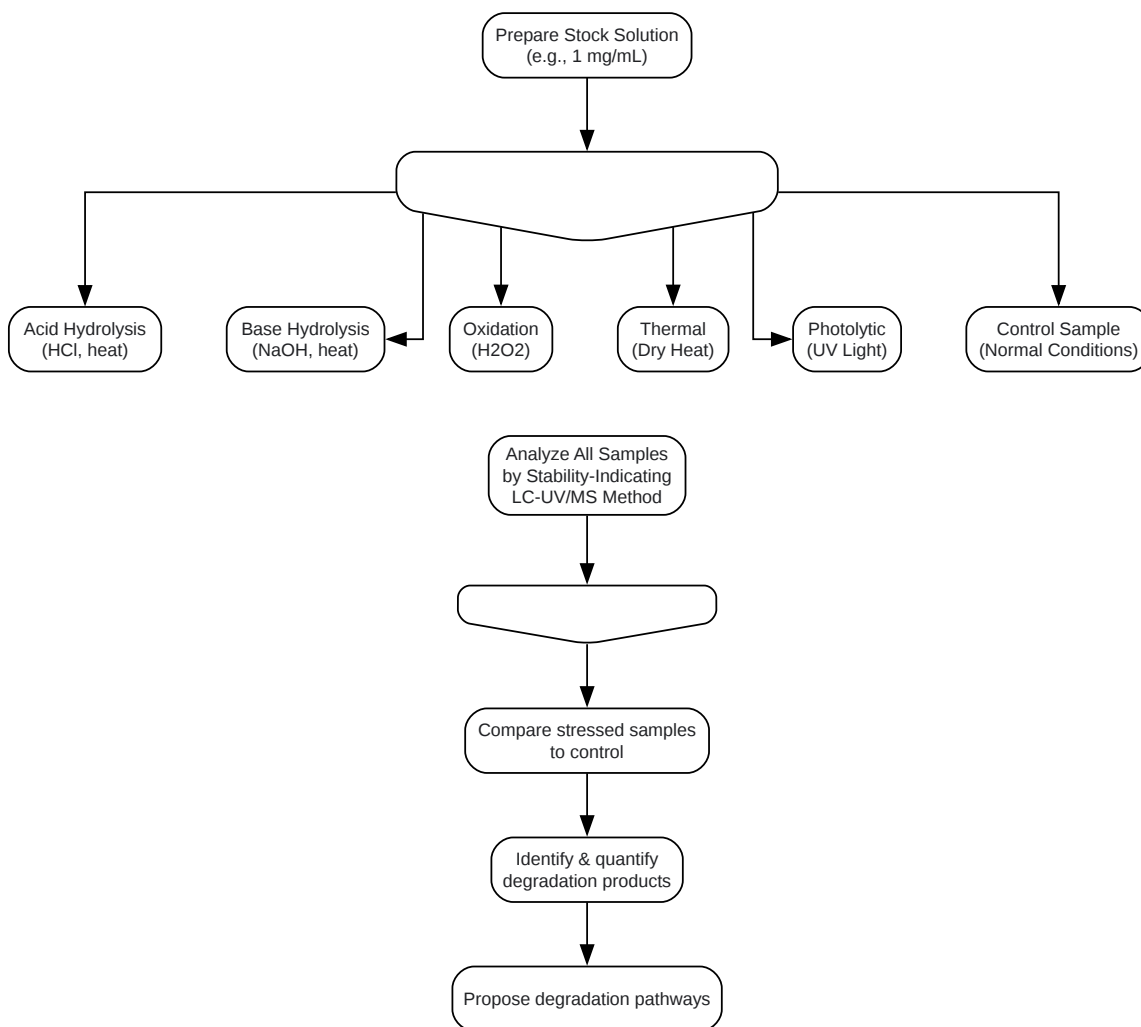 Prepare Stock Solution
(e.g., 1 mg/mL)
Acid Hydrolysis
(HCl, heat)
Base Hydrolysis
(NaOH, heat)
Oxidation
(H2O2)
Thermal
(Dry Heat)
Photolytic
(UV Light)
Control Sample
(Normal Conditions)
Analyze All Samples
by Stability-Indicating
LC-UV/MS Method
Compare stressed samples
to control
Identify & quantify
degradation products
Propose degradation pathways